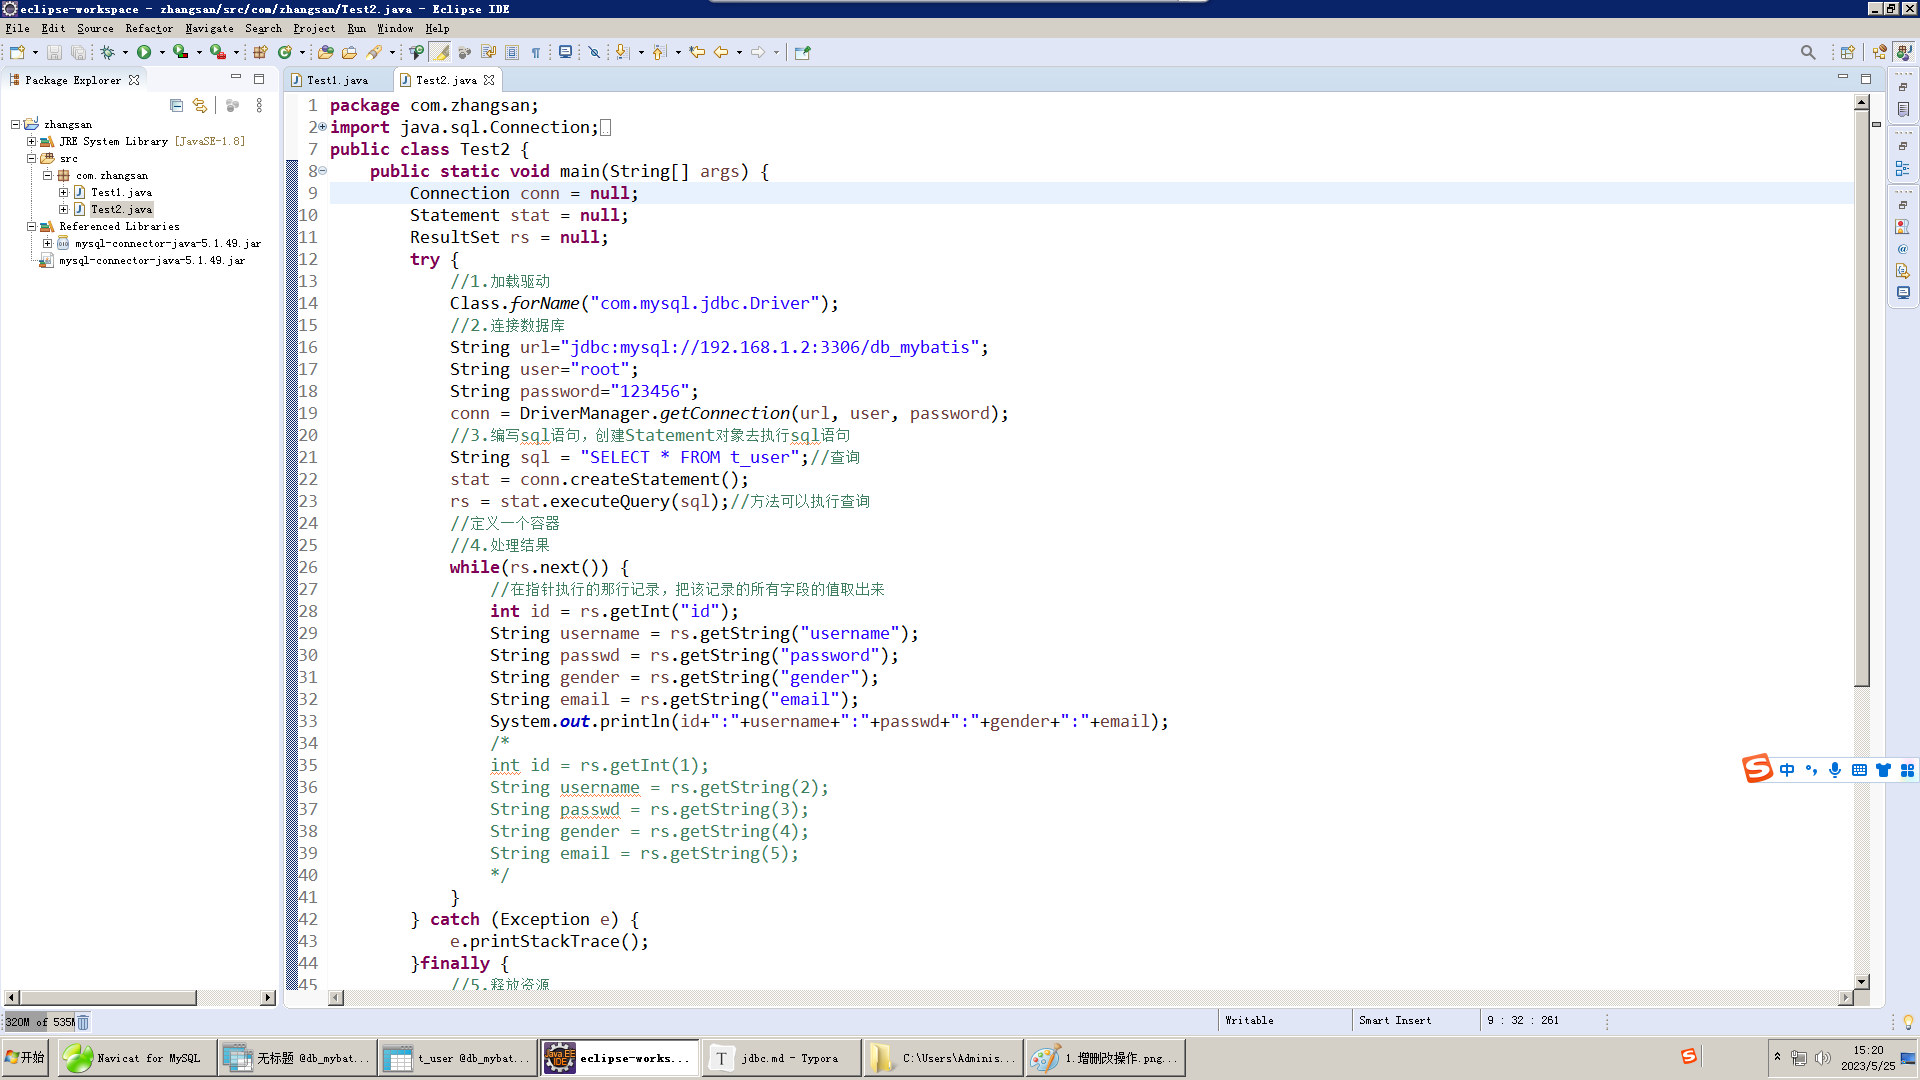 eclipse-workspace - zhangsan/src/com/zhangsan/Test2.java - Eclipse IDE
File Edit Source Refactor Navigate Search Project Run Window Help
Package Explorer
zhangsan
JRE System Library [JavaSE-1.8]
src
com.zhangsan
Test1.java
Test2.java
Referenced Libraries
mysql-connector-java-5.1.49.jar
mysql-connector-java-5.1.49.jar
Test1.java Test2.java
1 package com.zhangsan;
2 import java.sql.Connection;
7 public class Test2 {
8 public static void main(String[] args) {
9 Connection conn = null;
10 Statement stat = null;
11 ResultSet rs = null;
12 try {
13 //1.加载驱动
14 Class.forName("com.mysql.jdbc.Driver");
15 //2.连接数据库
16 String url="jdbc:mysql://192.168.1.2:3306/db_mybatis";
17 String user="root";
18 String password="123456";
19 conn = DriverManager.getConnection(url, user, password);
20 //3.编写sql语句，创建Statement对象去执行sql语句
21 String sql = "SELECT * FROM t_user";//查询
22 stat = conn.createStatement();
23 rs = stat.executeQuery(sql);//方法可以执行查询
24 //定义一个容器
25 //4.处理结果
26 while(rs.next()) {
27 //在指针执行的那行记录，把该记录的所有字段的值取出来
28 int id = rs.getInt("id");
29 String username = rs.getString("username");
30 String passwd = rs.getString("password");
31 String gender = rs.getString("gender");
32 String email = rs.getString("email");
33 System.out.println(id+":"+username+":"+passwd+":"+gender+":"+email);
34 /*
35 int id = rs.getInt(1);
36 String username = rs.getString(2);
37 String passwd = rs.getString(3);
38 String gender = rs.getString(4);
39 String email = rs.getString(5);
40 */
41 }
42 } catch (Exception e) {
43 e.printStackTrace();
44 }finally {
45 //5.释放资源
中
320M of 535M
Writable Smart Insert 9 : 32 : 261
开始 Navicat for MySQL 无标题 @db_mybat... t_user @db_mybat... eclipse-works... jdbc.md - Typora C:\Users\Adminis... 1.增删改操作.png...
15:20
2023/5/25